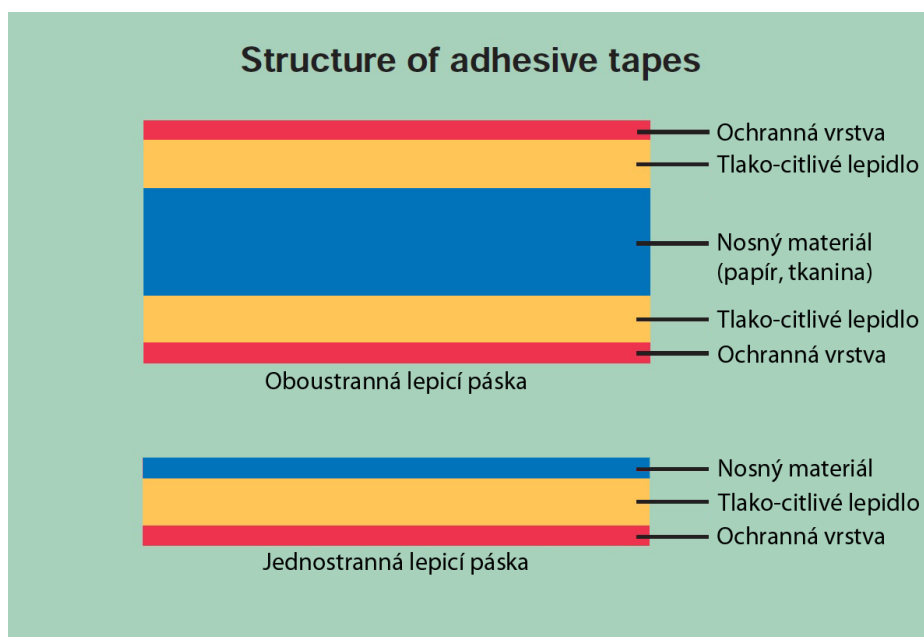 Structure of adhesive tapes
Ochranná vrstva
Tlako-citlivé lepidlo
Nosný materiál
(papír, tkanina)
Tlako-citlivé lepidlo
Ochranná vrstva
Oboustranná lepicí páska
Nosný materiál
Tlako-citlivé lepidlo
Ochranná vrstva
Jednostranná lepicí páska